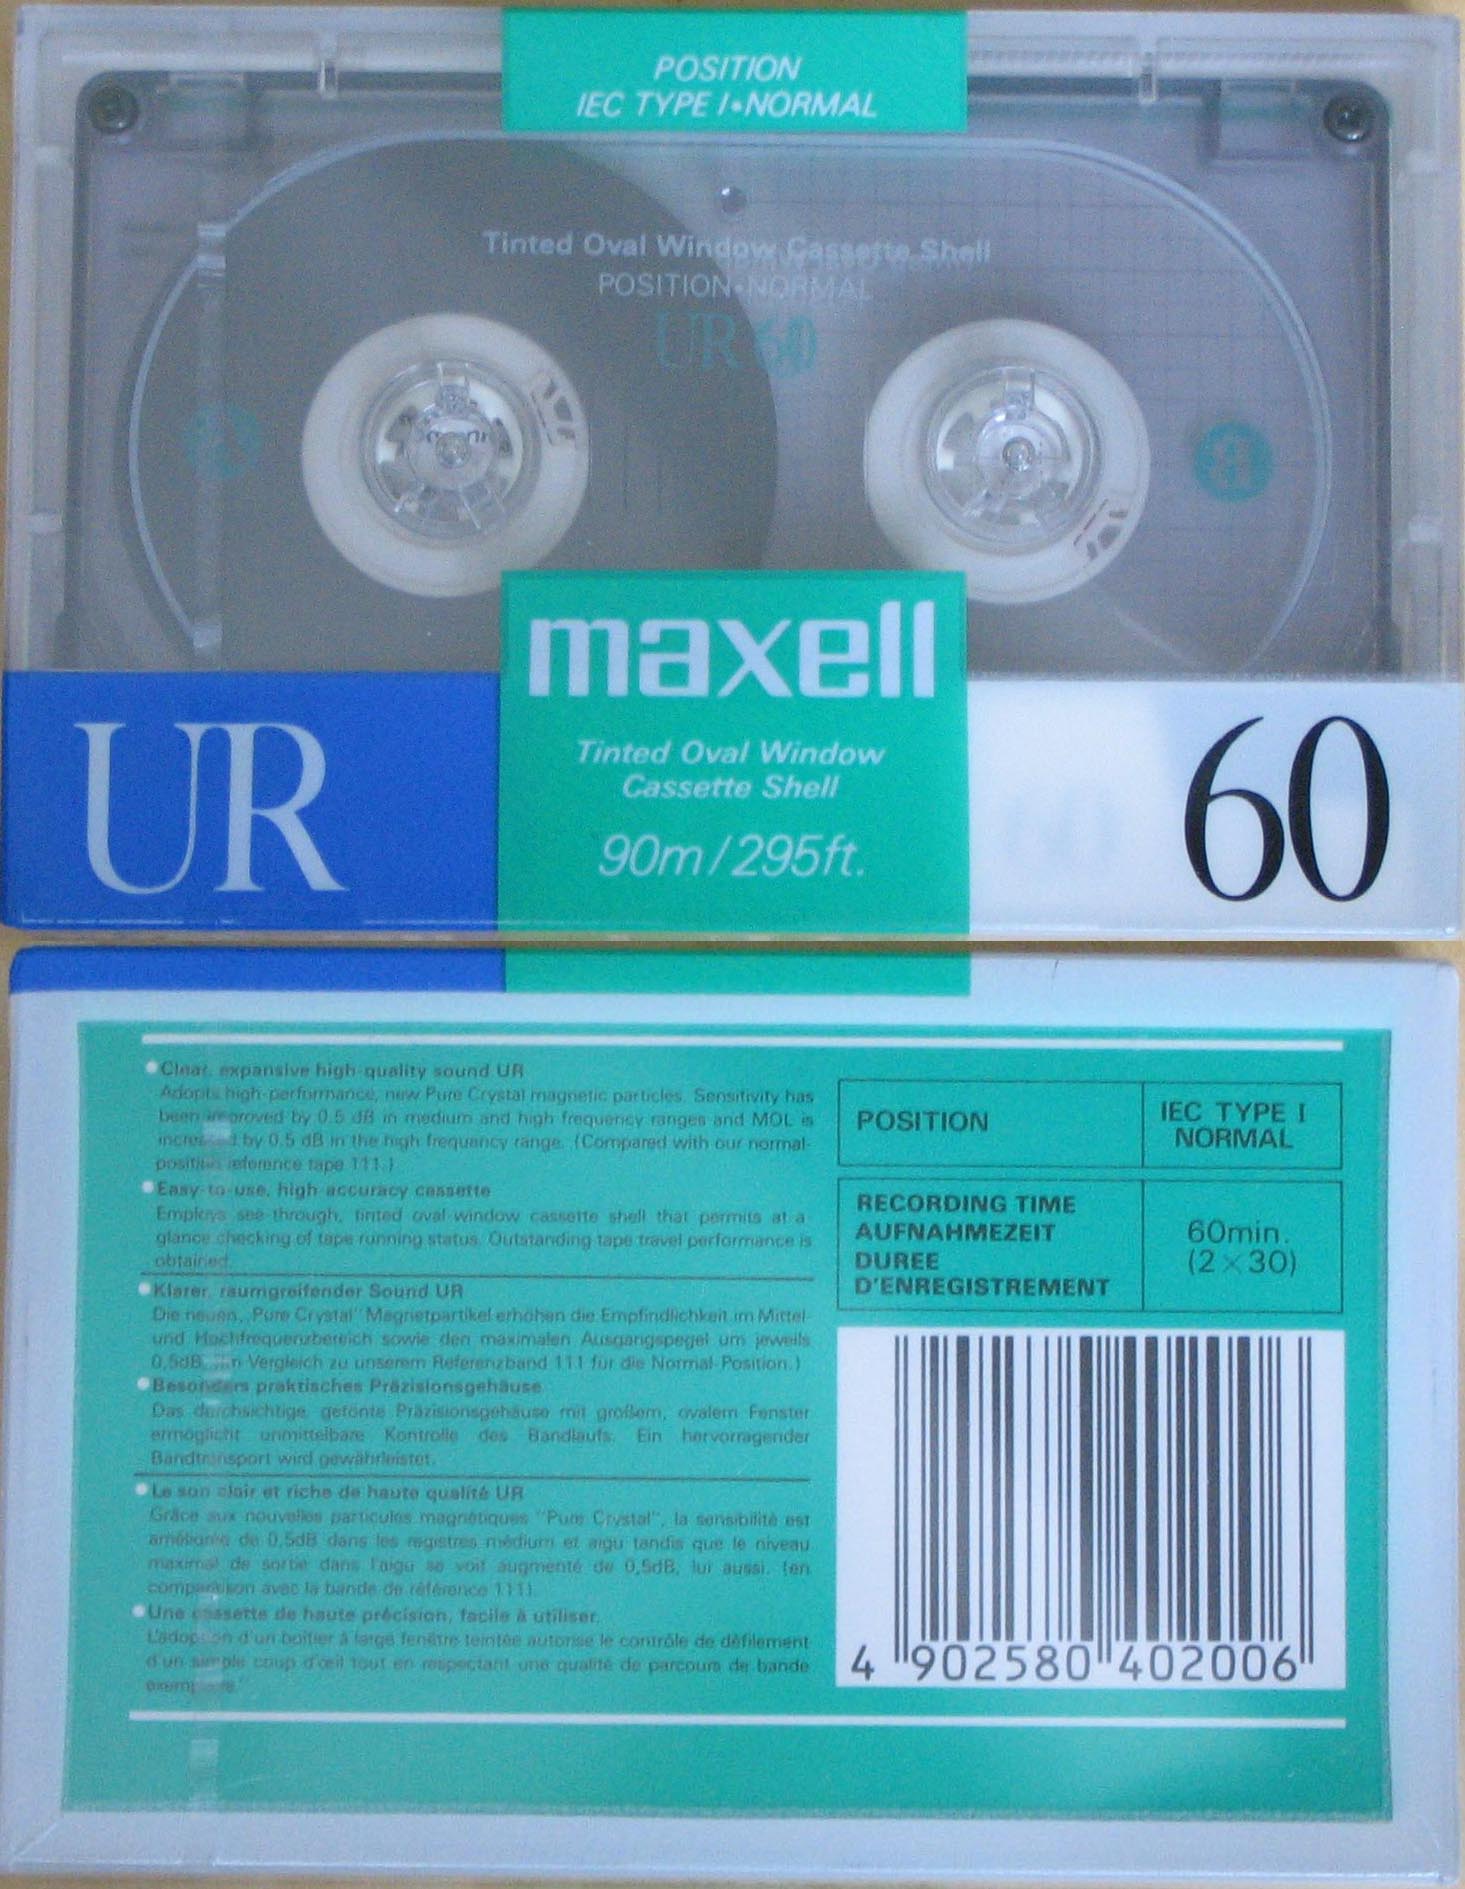 POSITION
IEC TYPE I•NORMAL
Tinted Oval Window Cassette Shell
POSITION•NORMAL
UR 60
maxell
UR
Tinted Oval Window
Cassette Shell
90m/295ft.
60
•Clear, expansive high-quality sound UR
Adopts high-performance, new Pure Crystal magnetic particles. Sensitivity has
been improved by 0.5 dB in medium and high frequency ranges and MOL is
increased by 0.5 dB in the high frequency range. (Compared with our normal-
position reference tape 111.)
•Easy-to-use, high accuracy cassette
Employs see-through, tinted oval window cassette shell that permits at-a-
glance checking of tape running status. Outstanding tape travel performance is
obtained.
•Klarer, raumgreifender Sound UR
Die neuen „Pure Crystal" Magnetpartikel erhöhen die Empfindlichkeit im Mittel-
und Hochfrequenzbereich sowie den maximalen Ausgangspegel um jeweils
0,5dB. (Im Vergleich zu unserem Referenzband 111 für die Normal-Position.)
•Besonders praktisches Präzisionsgehäuse
Das durchsichtige, getönte Präzisionsgehäuse mit großem, ovalem Fenster
ermöglicht unmittelbare Kontrolle des Bandlaufs. Ein hervorragender
Bandtransport wird gewährleistet.
•Le son clair et riche de haute qualité UR
Grâce aux nouvelles particules magnétiques "Pure Crystal", la sensibilité est
améliorée de 0,5dB dans les registres médium et aigu tandis que le niveau
maximal de sortie dans l'aigu se voit augmenté de 0,5dB, lui aussi. (en
comparaison avec la bande de référence 111).
•Une cassette de haute précision, facile à utiliser.
L'adoption d'un boîtier à large fenêtre teintée autorise le contrôle de défilement
d'un simple coup d'œil tout en respectant une qualité de parcours de bande
exemplaire.
POSITION
IEC TYPE I
NORMAL
RECORDING TIME
AUFNAHMEZEIT
DUREE
D'ENREGISTREMENT
60min.
(2×30)
4 902580 402006